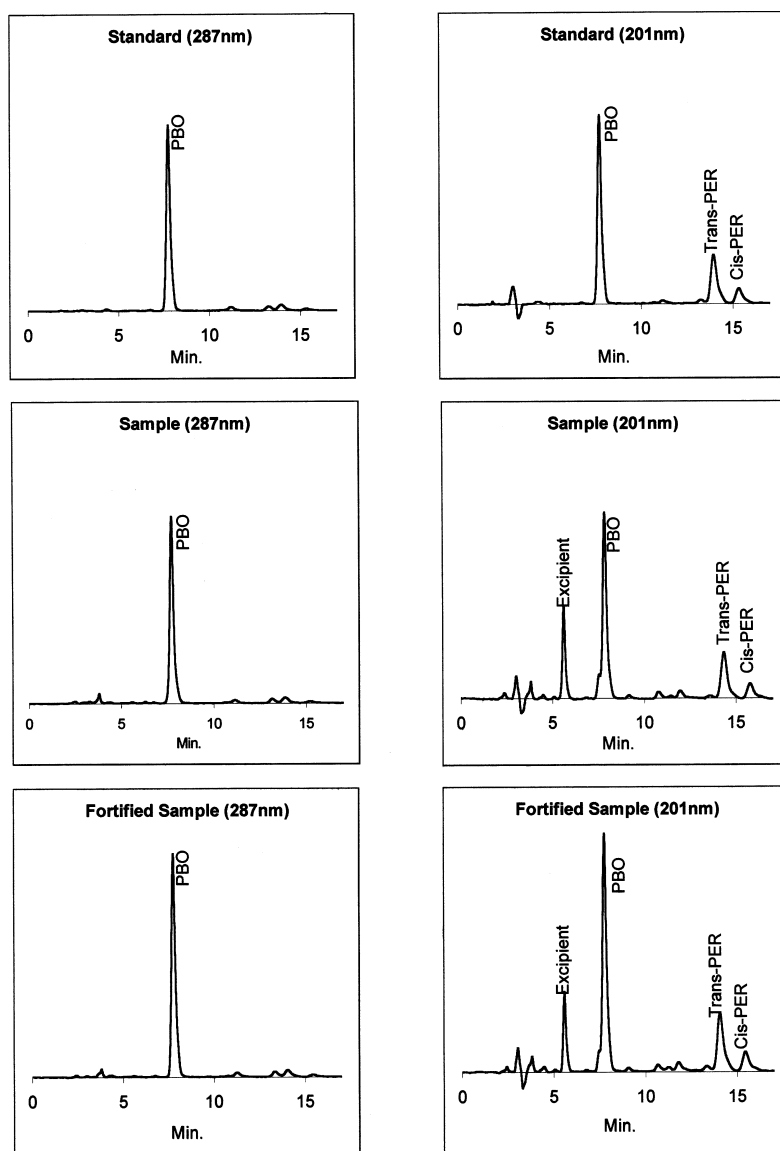 Standard (287nm)
PBO
0 5 10 15
Min.
Standard (201nm)
PBO
Trans-PER
Cis-PER
0 5 10 15
Min.
Sample (287nm)
PBO
0 5 10 15
Min.
Sample (201nm)
Excipient
PBO
Trans-PER
Cis-PER
0 5 10 15
Min.
Fortified Sample (287nm)
PBO
0 5 10 15
Min.
Fortified Sample (201nm)
Excipient
PBO
Trans-PER
Cis-PER
0 5 10 15
Min.